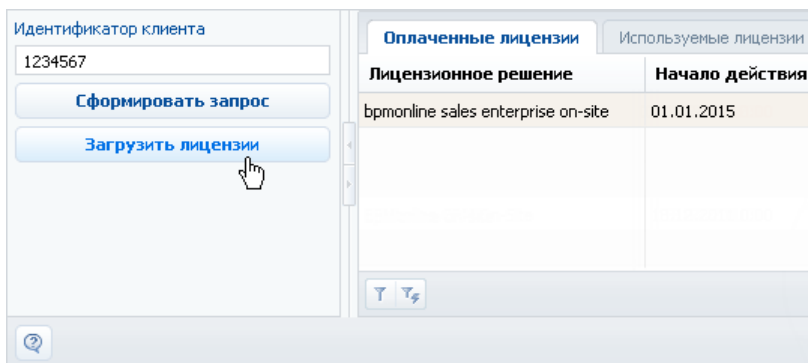 Идентификатор клиента
1234567
Сформировать запрос
Загрузить лицензии
Оплаченные лицензии
Используемые лицензии
Лицензионное решение
Начало действия
bpmonline sales enterprise on-site
01.01.2015